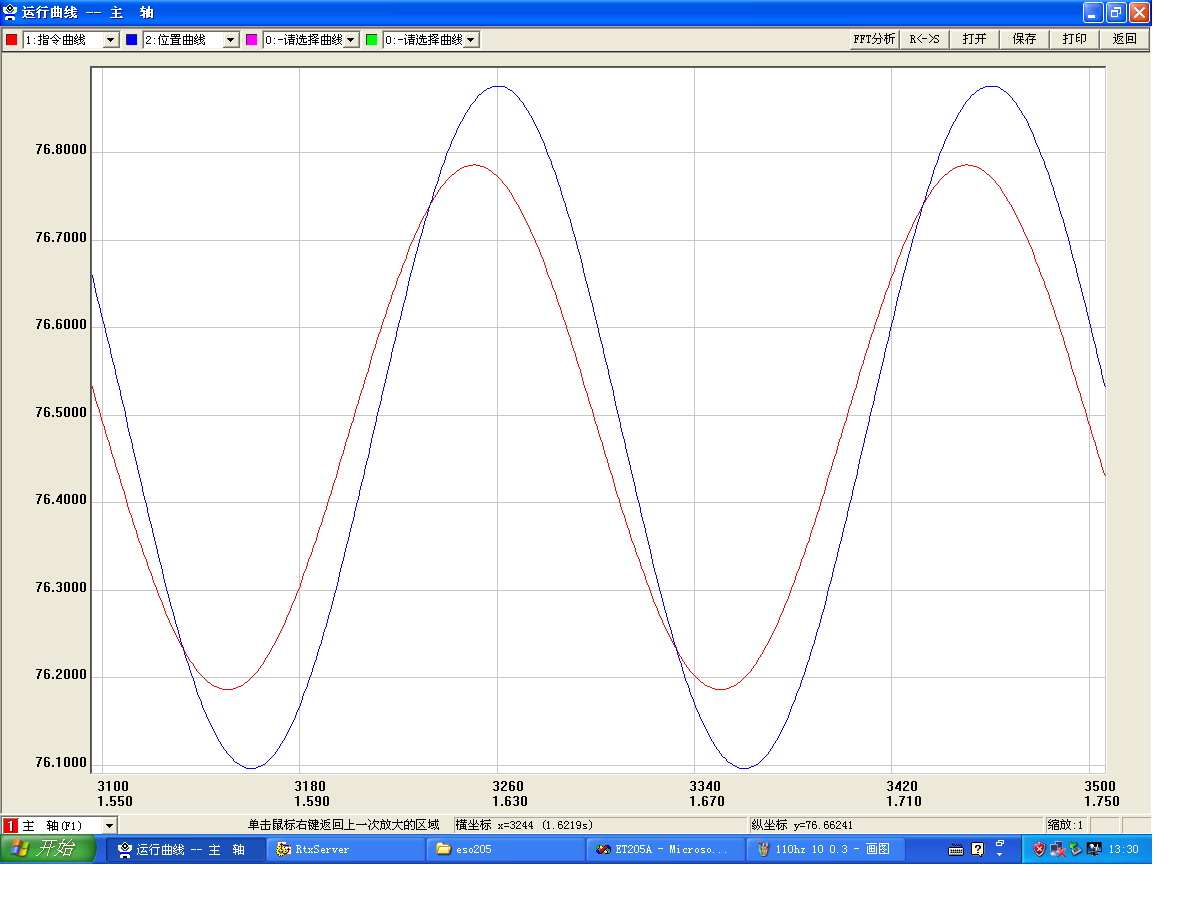 运行曲线 -- 主 轴
1:指令曲线 2:位置曲线 0:-请选择曲线 0:-请选择曲线 FFT分析 R<->S 打开 保存 打印 返回
76.8000
76.7000
76.6000
76.5000
76.4000
76.3000
76.2000
76.1000
3100 3180 3260 3340 3420 3500
1.550 1.590 1.630 1.670 1.710 1.750
1 主 轴(F1) 单击鼠标右键返回上一次放大的区域 横坐标 x=3244 (1.6219s) 纵坐标 y=76.66241 缩放:1
开始 运行曲线 -- 主 轴 RtxServer eso205 ET205A - Microso... 110hz 10 0.3 - 画图 13:30